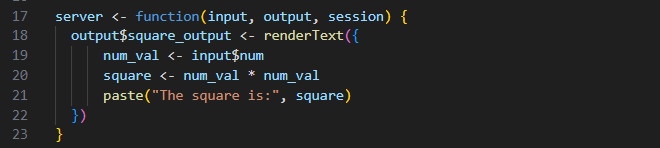 17 server <- function(input, output, session) {
18 output$square_output <- renderText({
19 num_val <- input$num
20 square <- num_val * num_val
21 paste("The square is:", square)
22 })
23 }